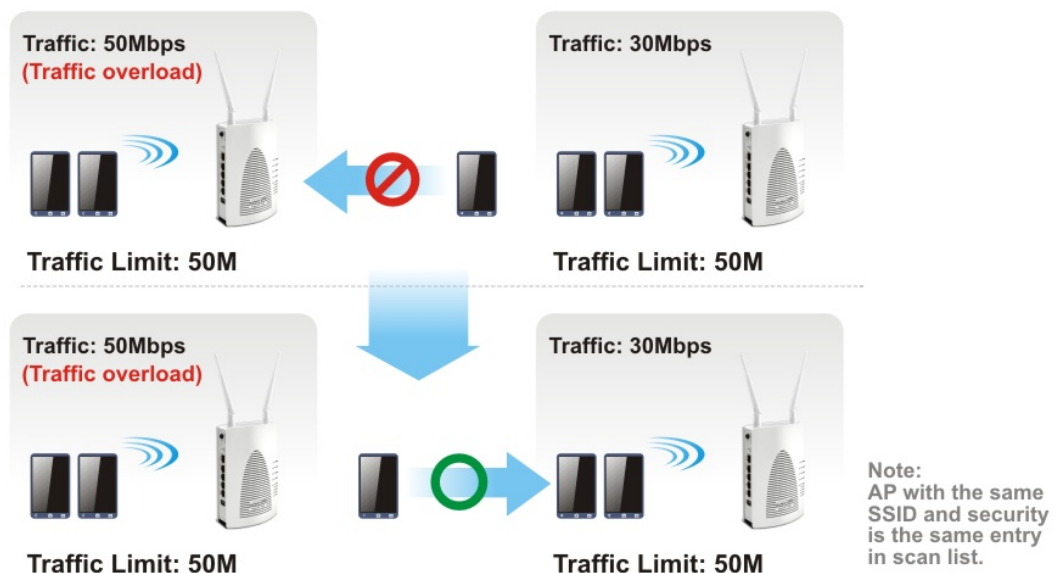 Traffic: 50Mbps
(Traffic overload)
Traffic: 30Mbps
Traffic Limit: 50M
Traffic Limit: 50M
Traffic: 50Mbps
(Traffic overload)
Traffic: 30Mbps
Note:
AP with the same
SSID and security
is the same entry
in scan list.
Traffic Limit: 50M
Traffic Limit: 50M